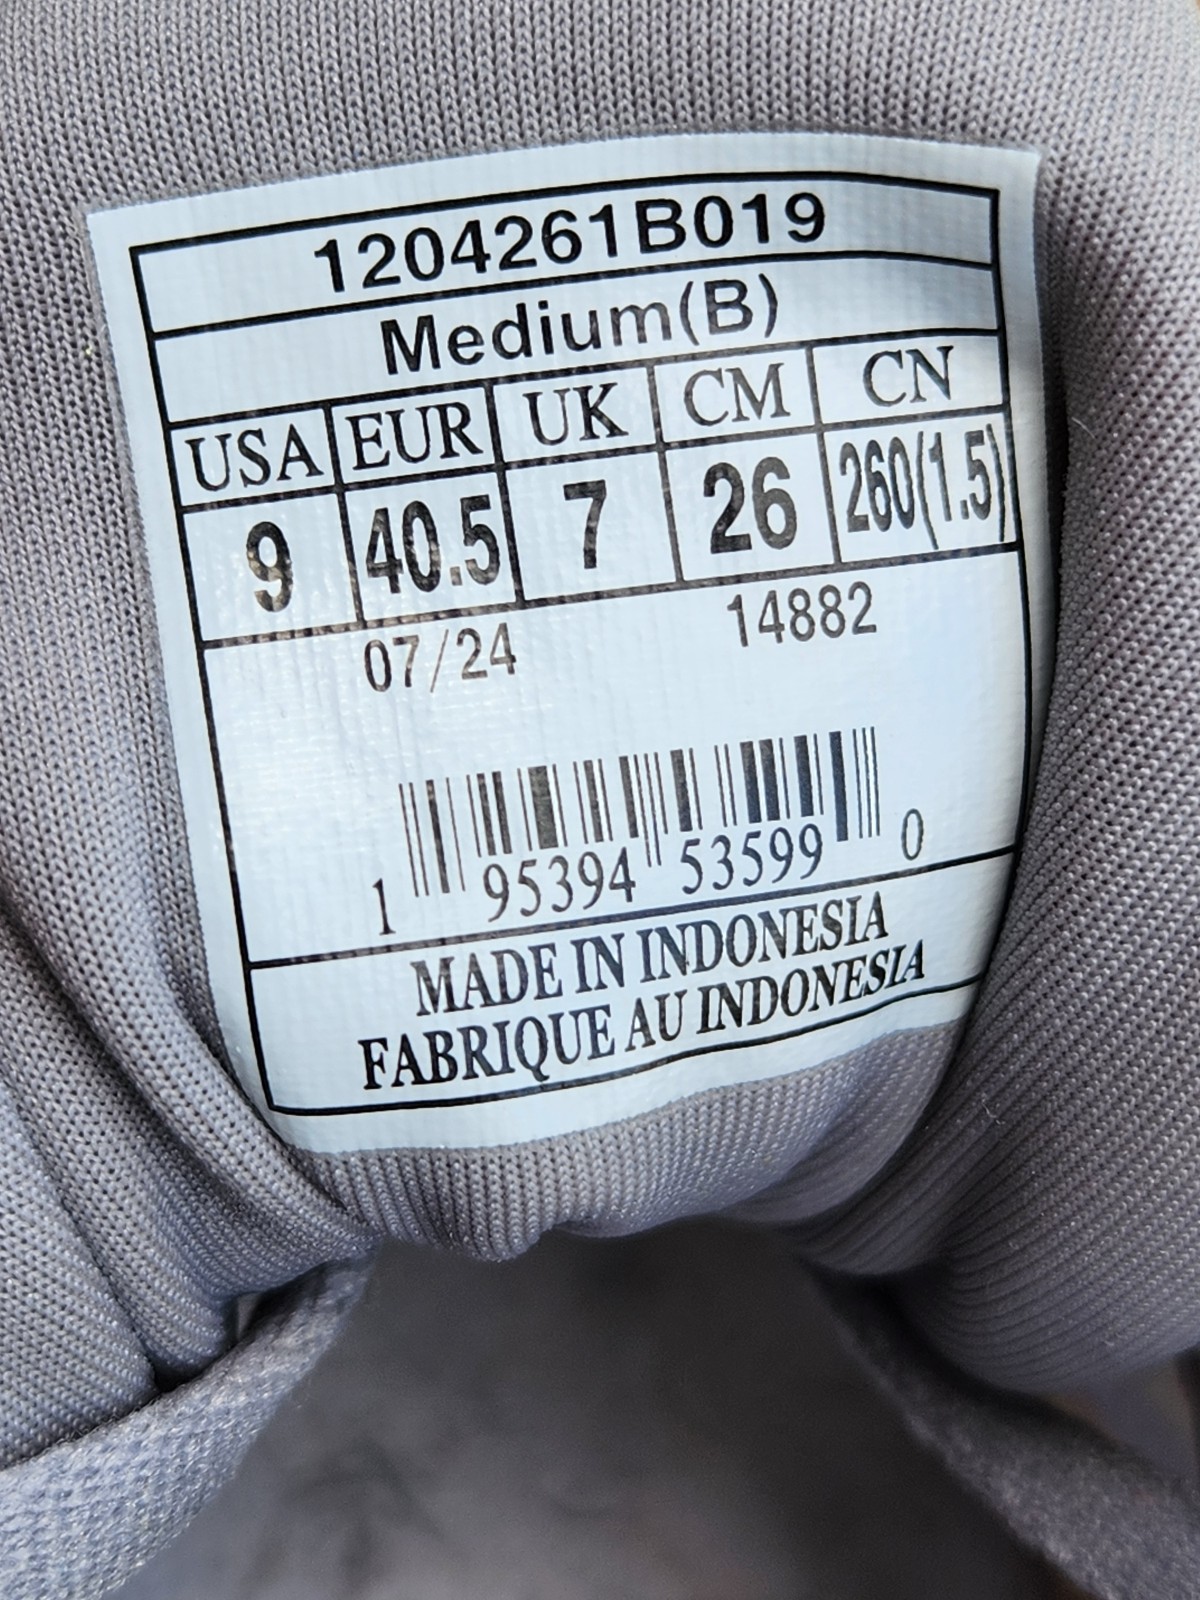 1204261B019
Medium(B)
USA EUR UK CM CN
9 40.5 7 26 260(1.5)
07/24 14882
1 95394 53599 0
MADE IN INDONESIA
FABRIQUE AU INDONESIA